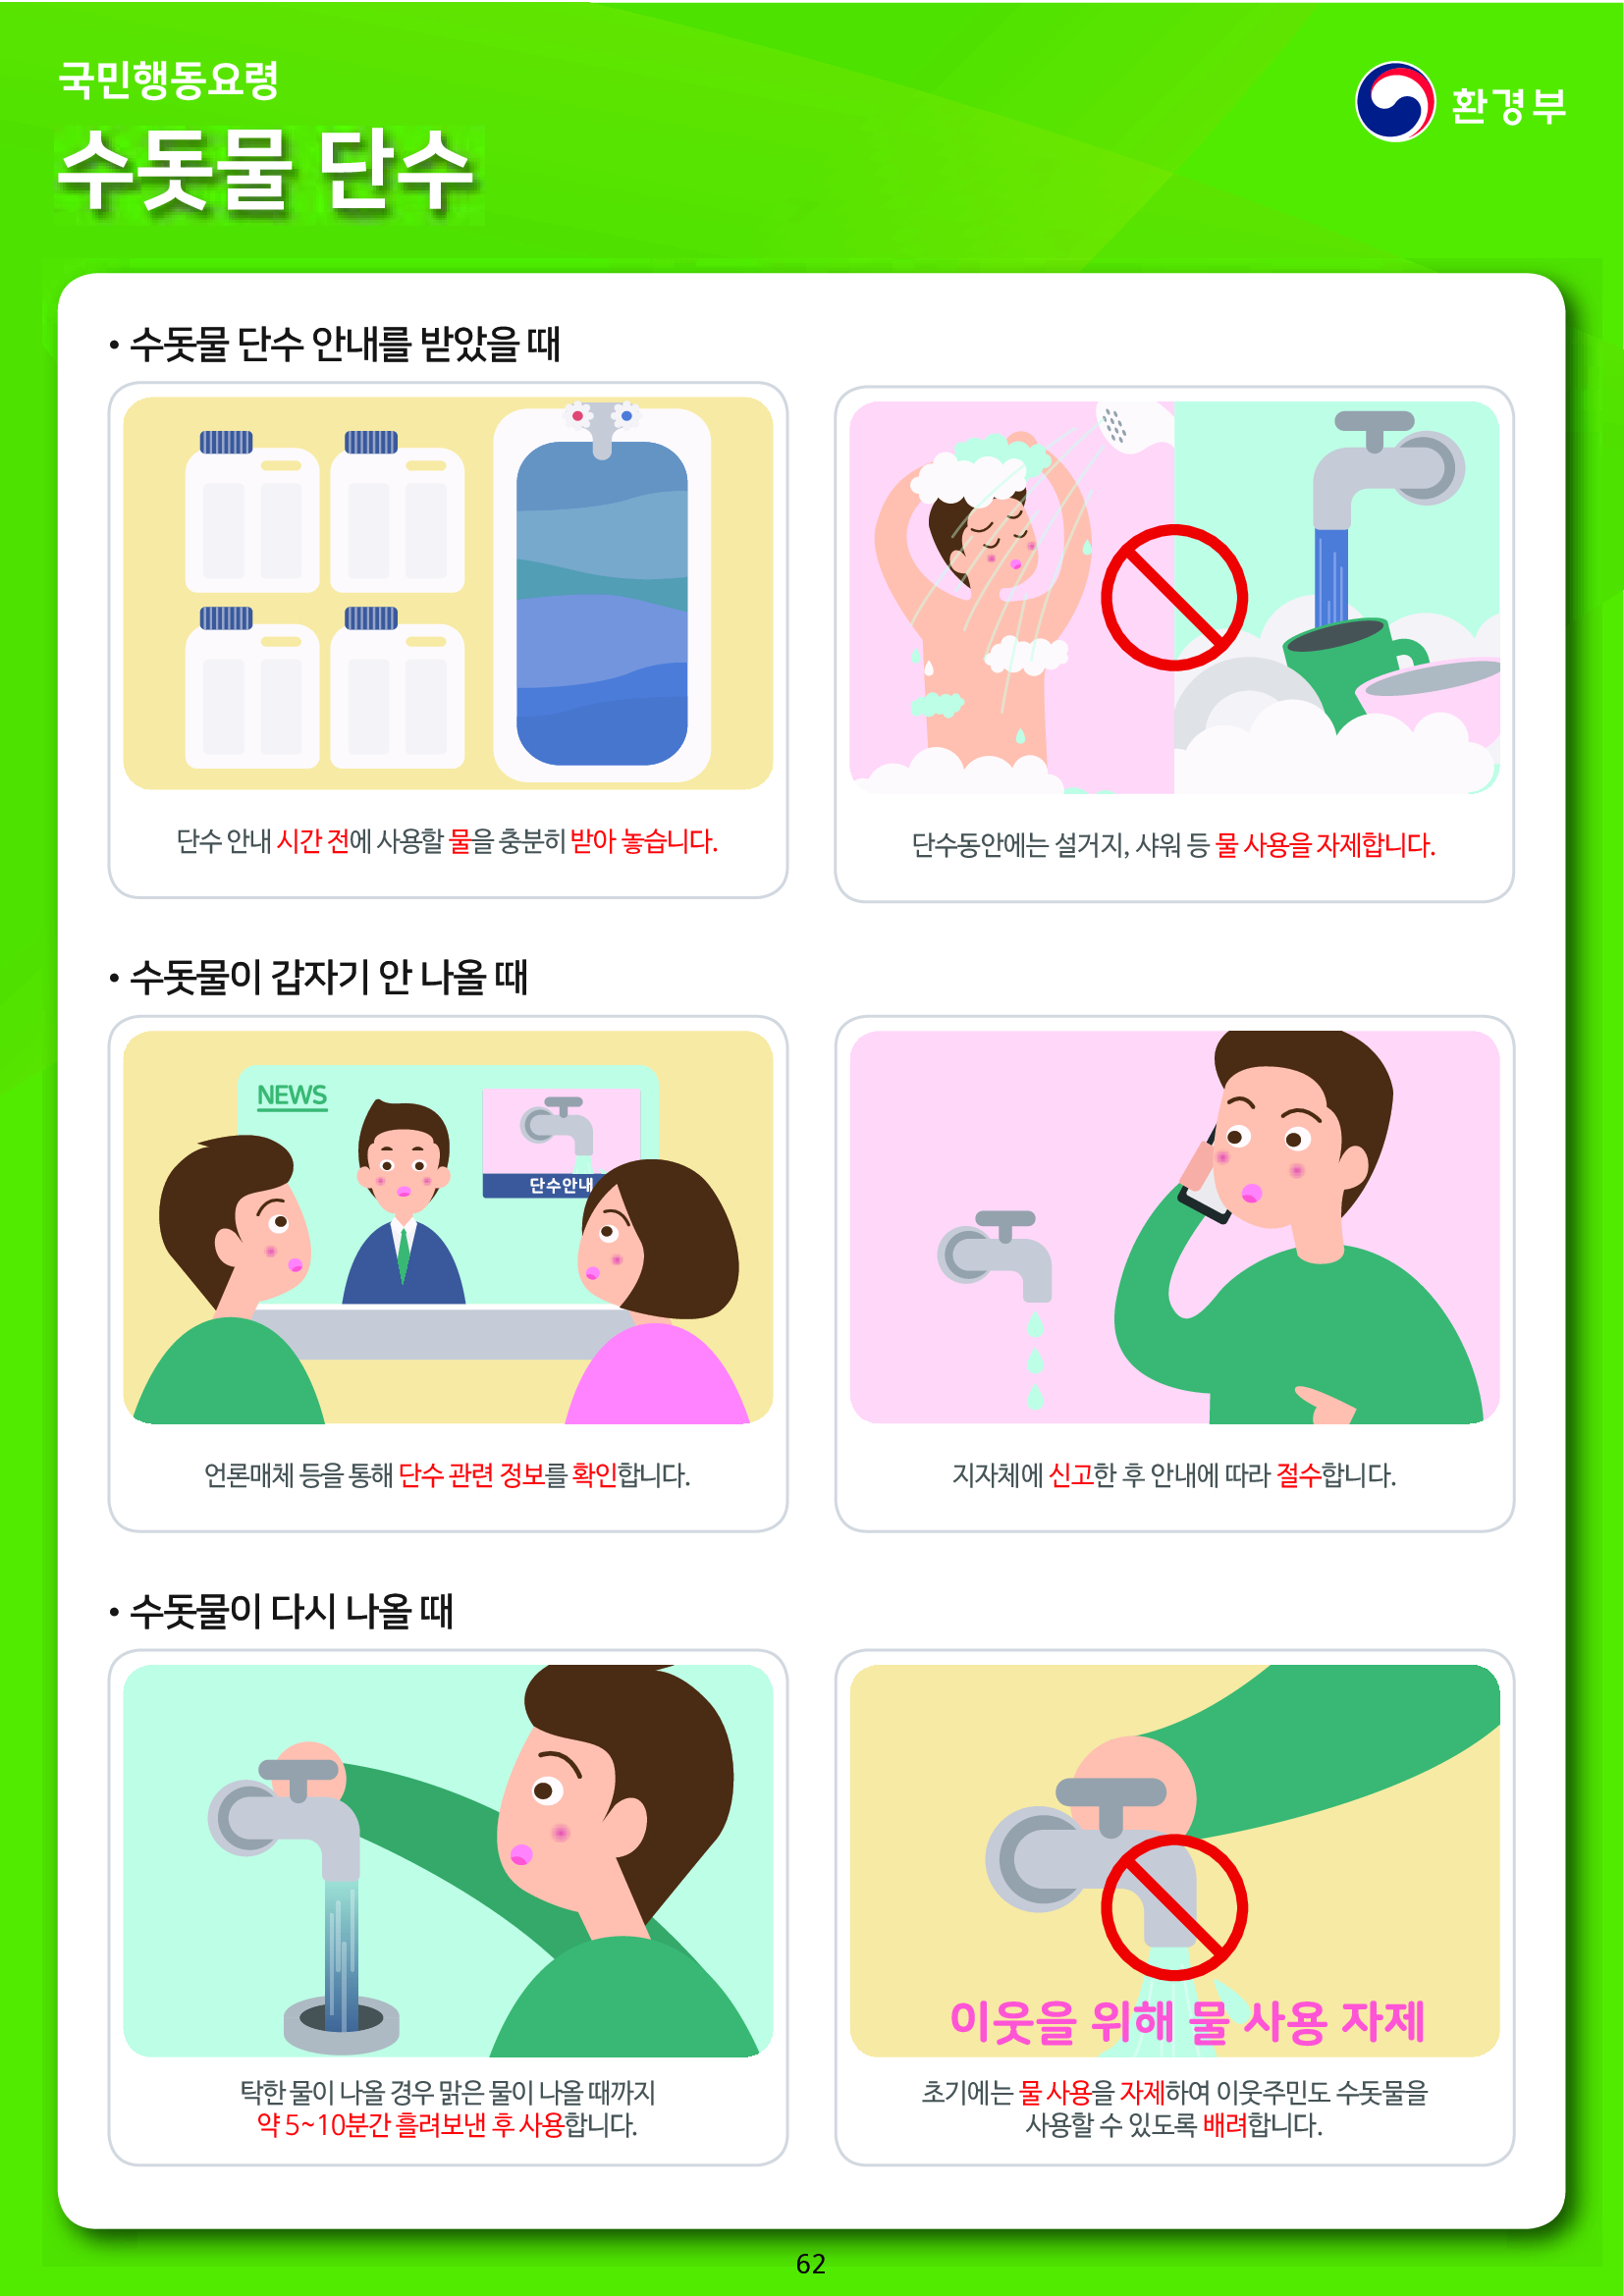 국민행동요령
환경부
수돗물 단수
• 수돗물 단수 안내를 받았을 때
단수 안내 시간 전에 사용할 물을 충분히 받아 놓습니다.
단수동안에는 설거지, 샤워 등 물 사용을 자제합니다.
• 수돗물이 갑자기 안 나올 때
NEWS
단수안내
언론매체 등을 통해 단수 관련 정보를 확인합니다.
지자체에 신고한 후 안내에 따라 절수합니다.
• 수돗물이 다시 나올 때
탁한 물이 나올 경우 맑은 물이 나올 때까지
약 5~10분간 흘려보낸 후 사용합니다.
이웃을 위해 물 사용 자제
초기에는 물 사용을 자제하여 이웃주민도 수돗물을
사용할 수 있도록 배려합니다.
62